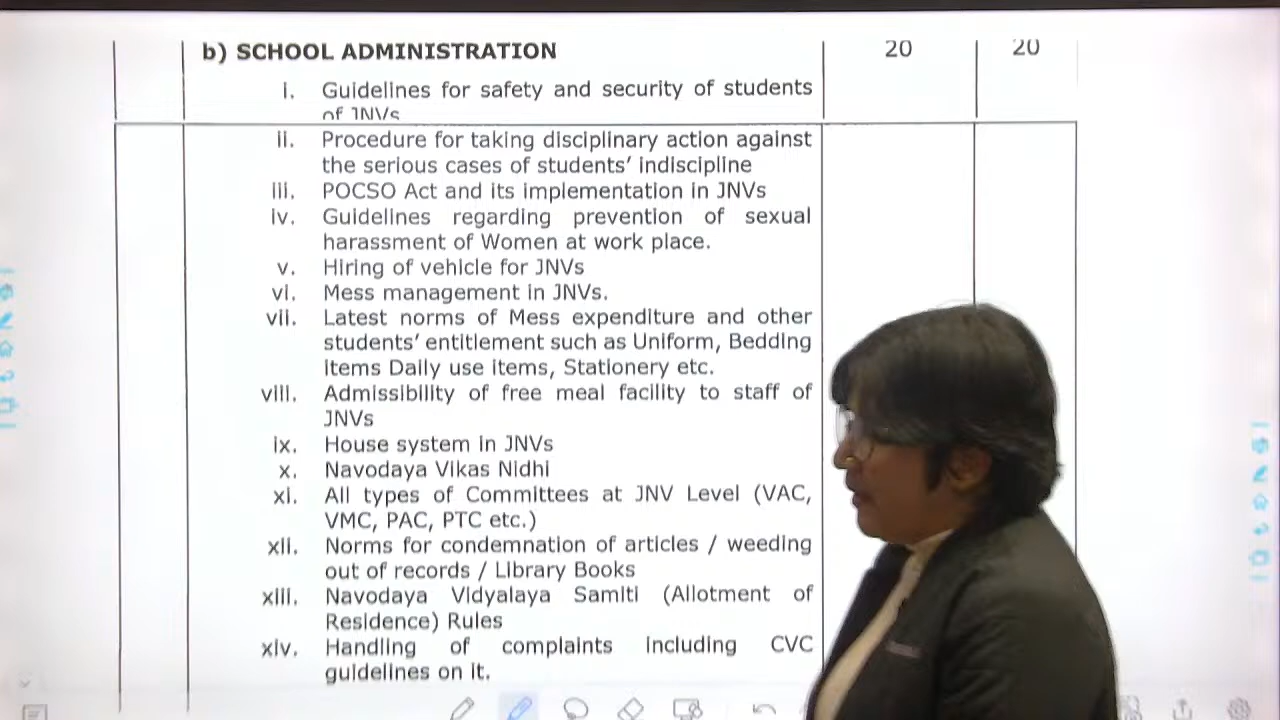 b) SCHOOL ADMINISTRATION 20 20
i. Guidelines for safety and security of students
of JNVs
ii. Procedure for taking disciplinary action against
the serious cases of students’ indiscipline
iii. POCSO Act and its implementation in JNVs
iv. Guidelines regarding prevention of sexual
harassment of Women at work place.
v. Hiring of vehicle for JNVs
vi. Mess management in JNVs.
vii. Latest norms of Mess expenditure and other
students’ entitlement such as Uniform, Bedding
items Daily use items, Stationery etc.
viii. Admissibility of free meal facility to staff of
JNVs
ix. House system in JNVs
x. Navodaya Vikas Nidhi
xi. All types of Committees at JNV Level (VAC,
VMC, PAC, PTC etc.)
xii. Norms for condemnation of articles / weeding
out of records / Library Books
xiii. Navodaya Vidyalaya Samiti (Allotment of
Residence) Rules
xiv. Handling of complaints including CVC
guidelines on it.